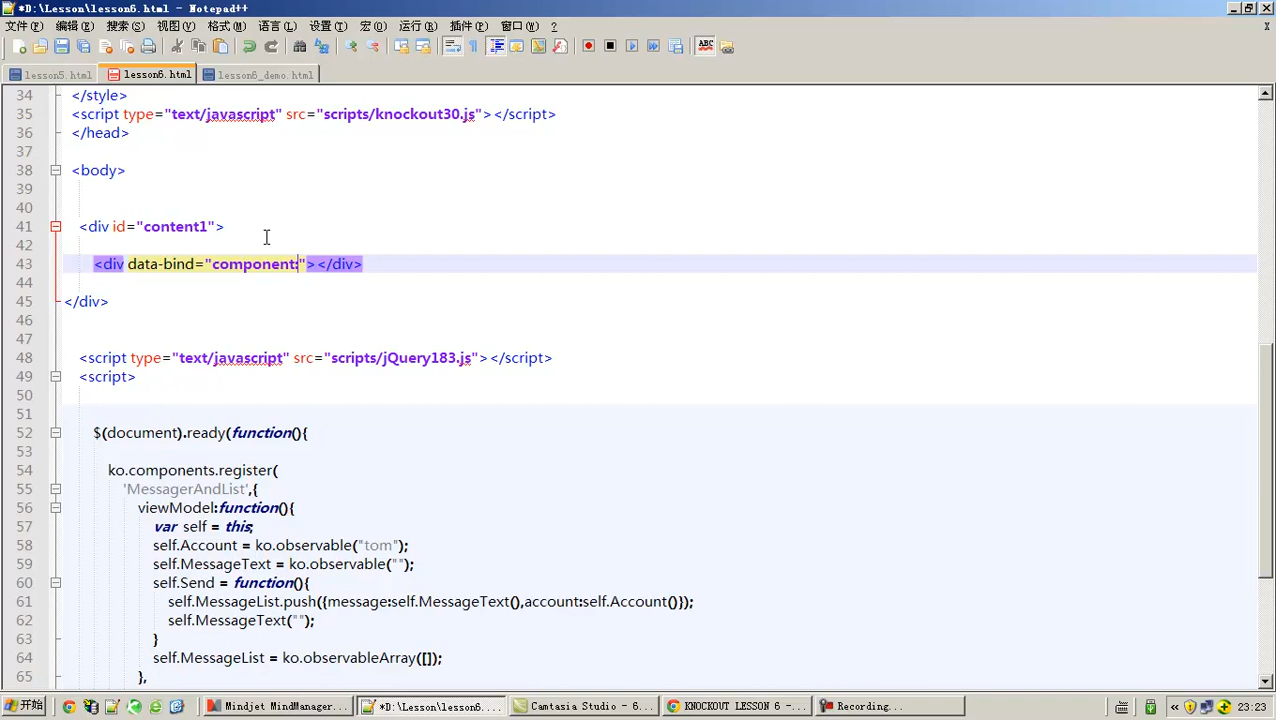 *D:\Lesson\lesson6.html - Notepad++
文件(F) 编辑(E) 搜索(S) 视图(V) 格式(M) 语言(L) 设置(T) 宏(O) 运行(R) 插件(P) 窗口(W) ? X
lesson5.html lesson6.html lesson6_demo.html
34 </style>
35 <script type="text/javascript" src="scripts/knockout30.js"></script>
36 </head>
37
38 <body>
39
40
41 <div id="content1">
42
43 <div data-bind="component:"></div>
44
45 </div>
46
47
48 <script type="text/javascript" src="scripts/jQuery183.js"></script>
49 <script>
50
51
52 $(document).ready(function(){
53
54 ko.components.register(
55 'MessagerAndList',{
56 viewModel:function(){
57 var self = this;
58 self.Account = ko.observable("tom");
59 self.MessageText = ko.observable("");
60 self.Send = function(){
61 self.MessageList.push({message:self.MessageText(),account:self.Account()});
62 self.MessageText("");
63 }
64 self.MessageList = ko.observableArray([]);
65 },
开始 Mindjet MindManager... *D:\Lesson\lesson6.... Camtasia Studio - 6... KNOCKOUT LESSON 6 -... Recording... 23:23